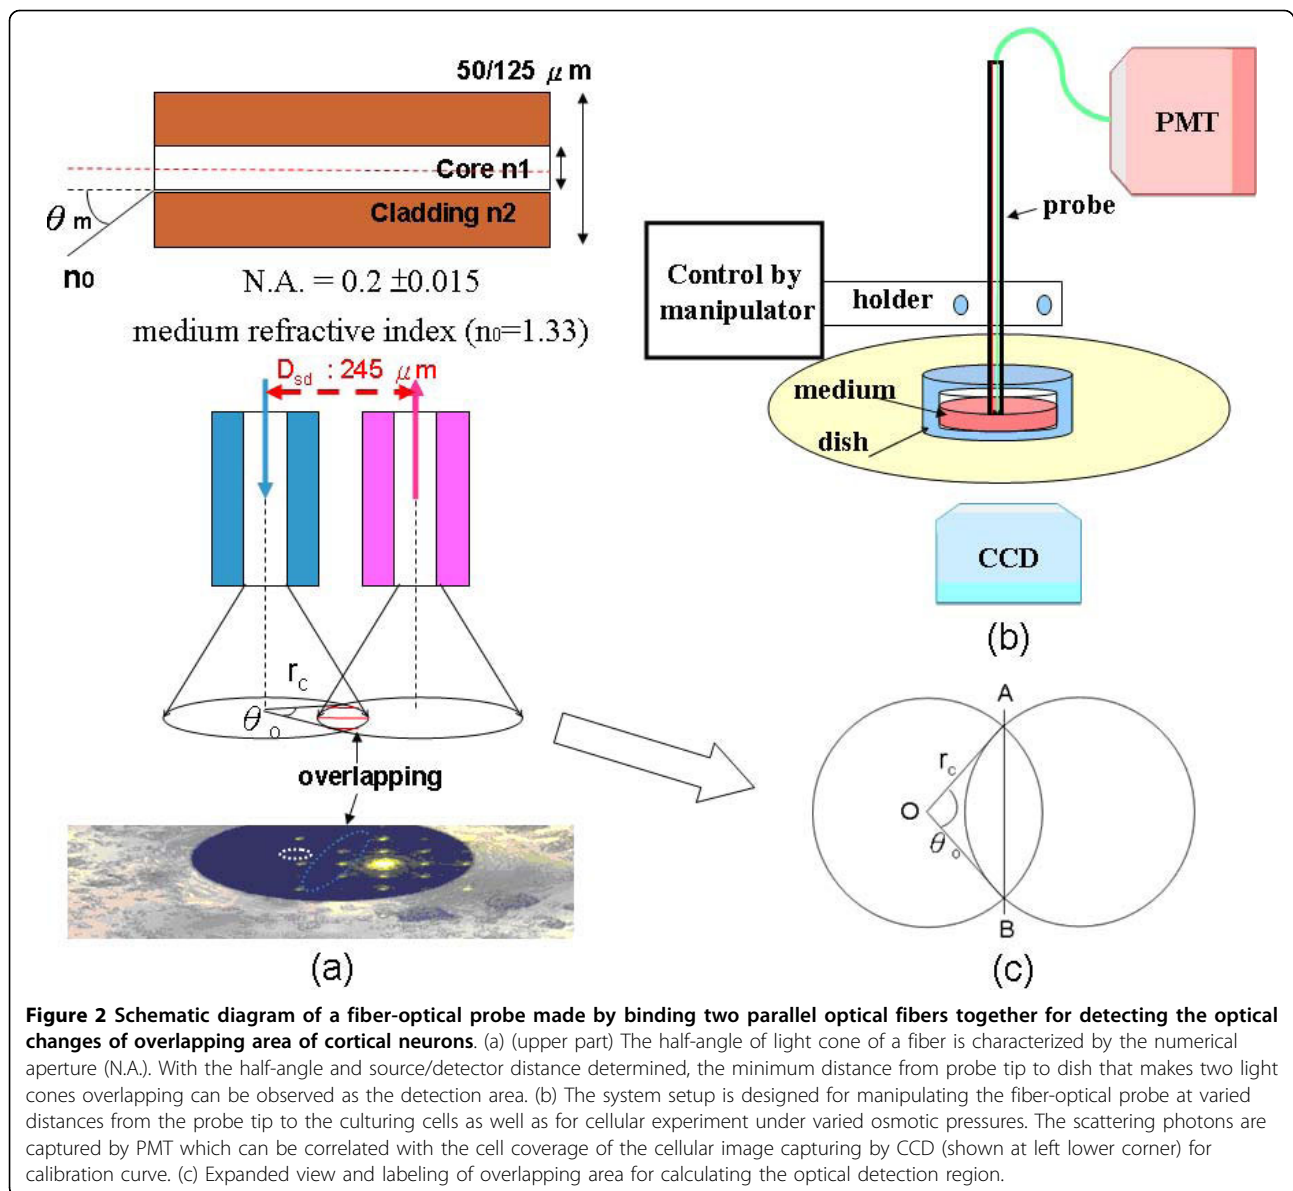 50/125 μ m
Core n1
Cladding n2
θ m
n0
N.A. = 0.2 ±0.015
medium refractive index (n0=1.33)
Dsd : 245 μ m
rc
θo
overlapping
(a)
PMT
probe
Control by
manipulator
holder
medium
dish
CCD
(b)
A
rc
O
θo
B
(c)
Figure 2 Schematic diagram of a fiber-optical probe made by binding two parallel optical fibers together for detecting the optical
changes of overlapping area of cortical neurons. (a) (upper part) The half-angle of light cone of a fiber is characterized by the numerical
aperture (N.A.). With the half-angle and source/detector distance determined, the minimum distance from probe tip to dish that makes two light
cones overlapping can be observed as the detection area. (b) The system setup is designed for manipulating the fiber-optical probe at varied
distances from the probe tip to the culturing cells as well as for cellular experiment under varied osmotic pressures. The scattering photons are
captured by PMT which can be correlated with the cell coverage of the cellular image capturing by CCD (shown at left lower corner) for
calibration curve. (c) Expanded view and labeling of overlapping area for calculating the optical detection region.